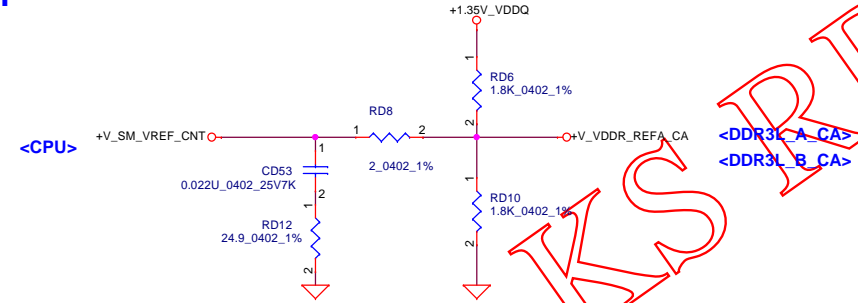 +1.35V_VDDQ
1
RD6
1.8K_0402_1%
2
RD8
<CPU>
+V_SM_VREF_CNT
1
2
+V_VDDR_REFA_CA
<DDR3L_A_CA>
<DDR3L_B_CA>
2_0402_1%
1
CD53
0.022U_0402_25V7K
2
1
RD10
1.8K_0402_1%
2
1
RD12
24.9_0402_1%
2
KS R